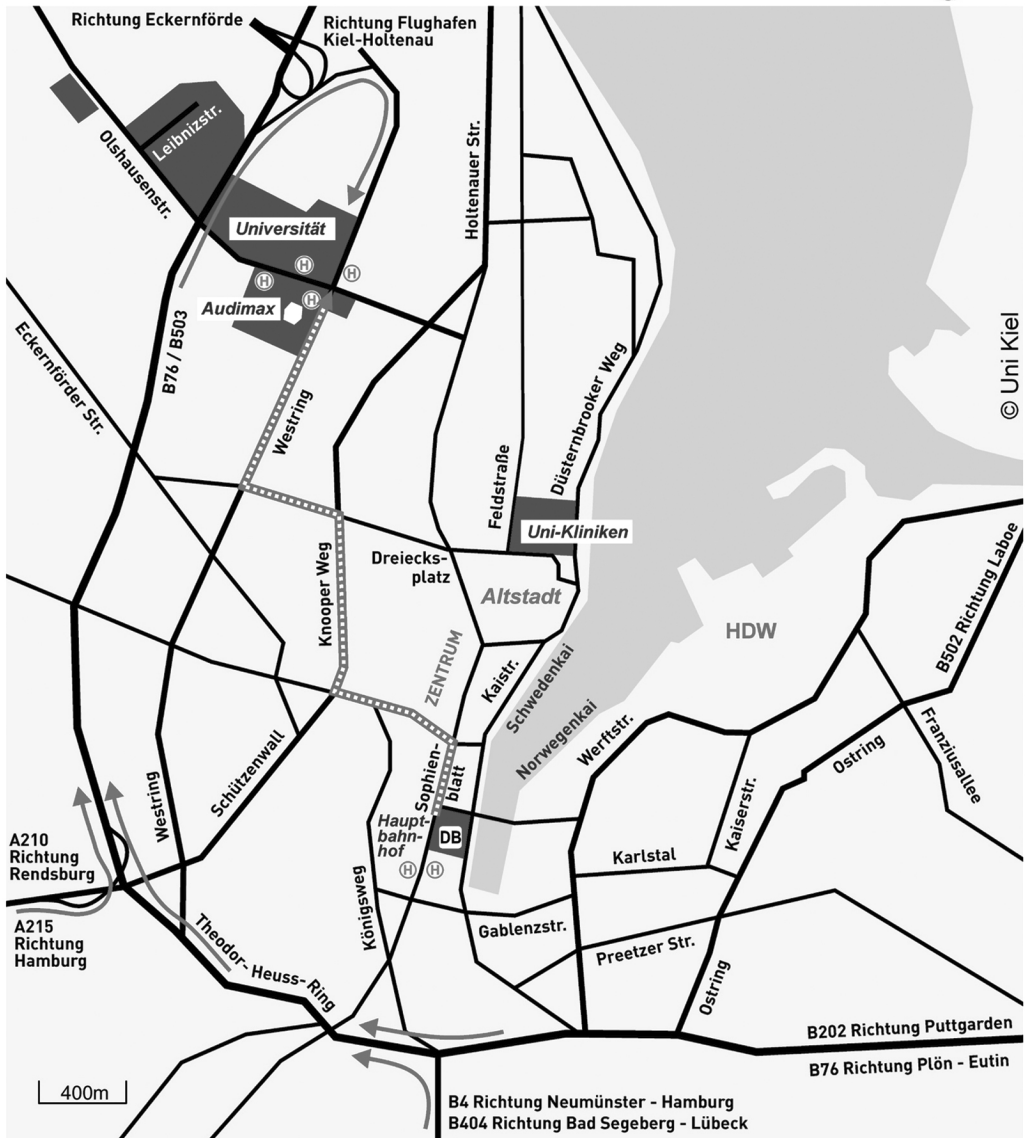 Richtung Eckernförde
Richtung Flughafen
Kiel-Holtenau
Leibnizstr.
Olshausenstr.
Holtenauer Str.
Universität
H
H
H
H
Audimax
B76 / B503
Eckernförder Str.
Westring
Düsternbrooker Weg
Feldstraße
© Uni Kiel
Uni-Kliniken
Knooper Weg
Dreiecks-
platz
Altstadt
ZENTRUM
HDW
B502 Richtung Laboe
Kaistr.
Schwedenkai
Norwegenkai
Werftstr.
Ostring
Franziusallee
Schützenwall
Westring
Sophien-
blatt
Haupt-
bahn-
hof
DB
H
H
Kaiserstr.
Karlstal
A210
Richtung
Rendsburg
A215
Richtung
Hamburg
Königsweg
Theodor-Heuss-Ring
Gablenzstr.
Preetzer Str.
Ostring
B202 Richtung Puttgarden
B76 Richtung Plön - Eutin
400m
B4 Richtung Neumünster - Hamburg
B404 Richtung Bad Segeberg - Lübeck